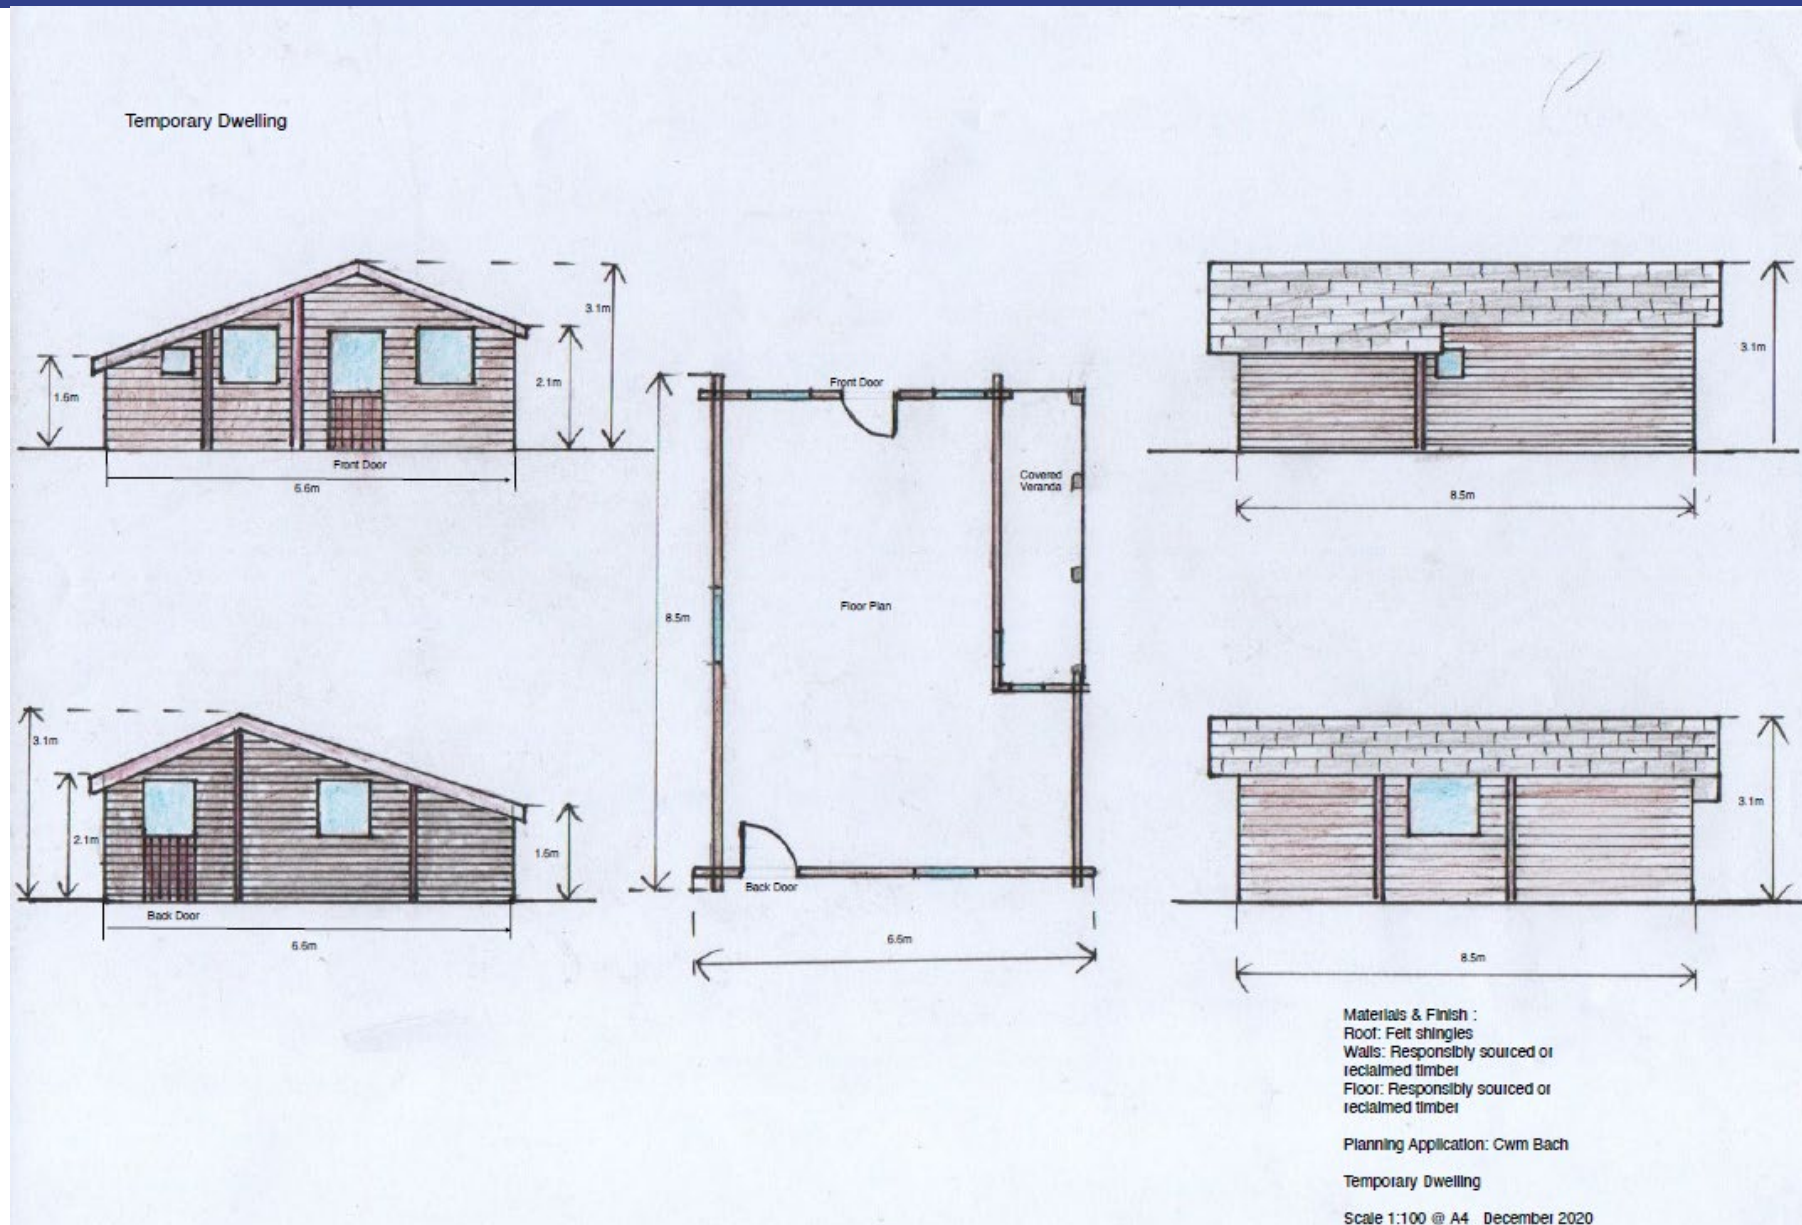 Temporary Dwelling
3.1m
1.6m
2.1m
Front Door
6.6m
3.1m
2.1m
1.6m
Back Door
6.6m
Front Door
Covered
Veranda
8.5m
Floor Plan
Back Door
6.6m
3.1m
8.5m
3.1m
8.5m
Materials & Finish :
Roof: Felt shingles
Walls: Responsibly sourced or
reclaimed timber
Floor: Responsibly sourced or
reclaimed timber
Planning Application: Cwm Bach
Temporary Dwelling
Scale 1:100 @ A4 December 2020